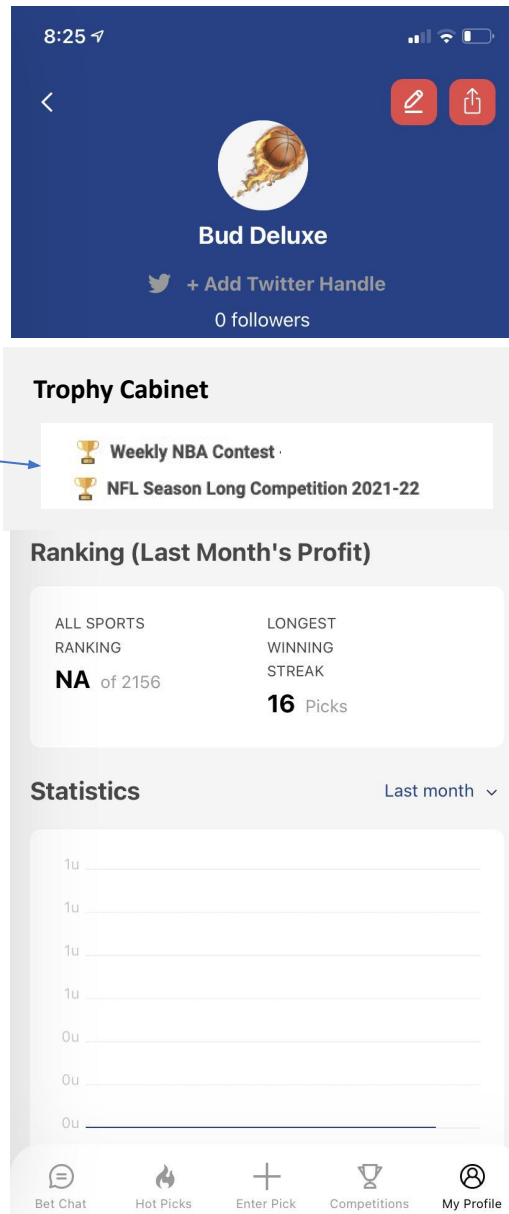 8:25
Bud Deluxe
+ Add Twitter Handle
0 followers
Trophy Cabinet
Weekly NBA Contest
NFL Season Long Competition 2021-22
Ranking (Last Month's Profit)
ALL SPORTS
RANKING
NA of 2156
LONGEST
WINNING
STREAK
16 Picks
Statistics
Last month
1u
1u
1u
1u
0u
0u
0u
Bet Chat
Hot Picks
Enter Pick
Competitions
My Profile